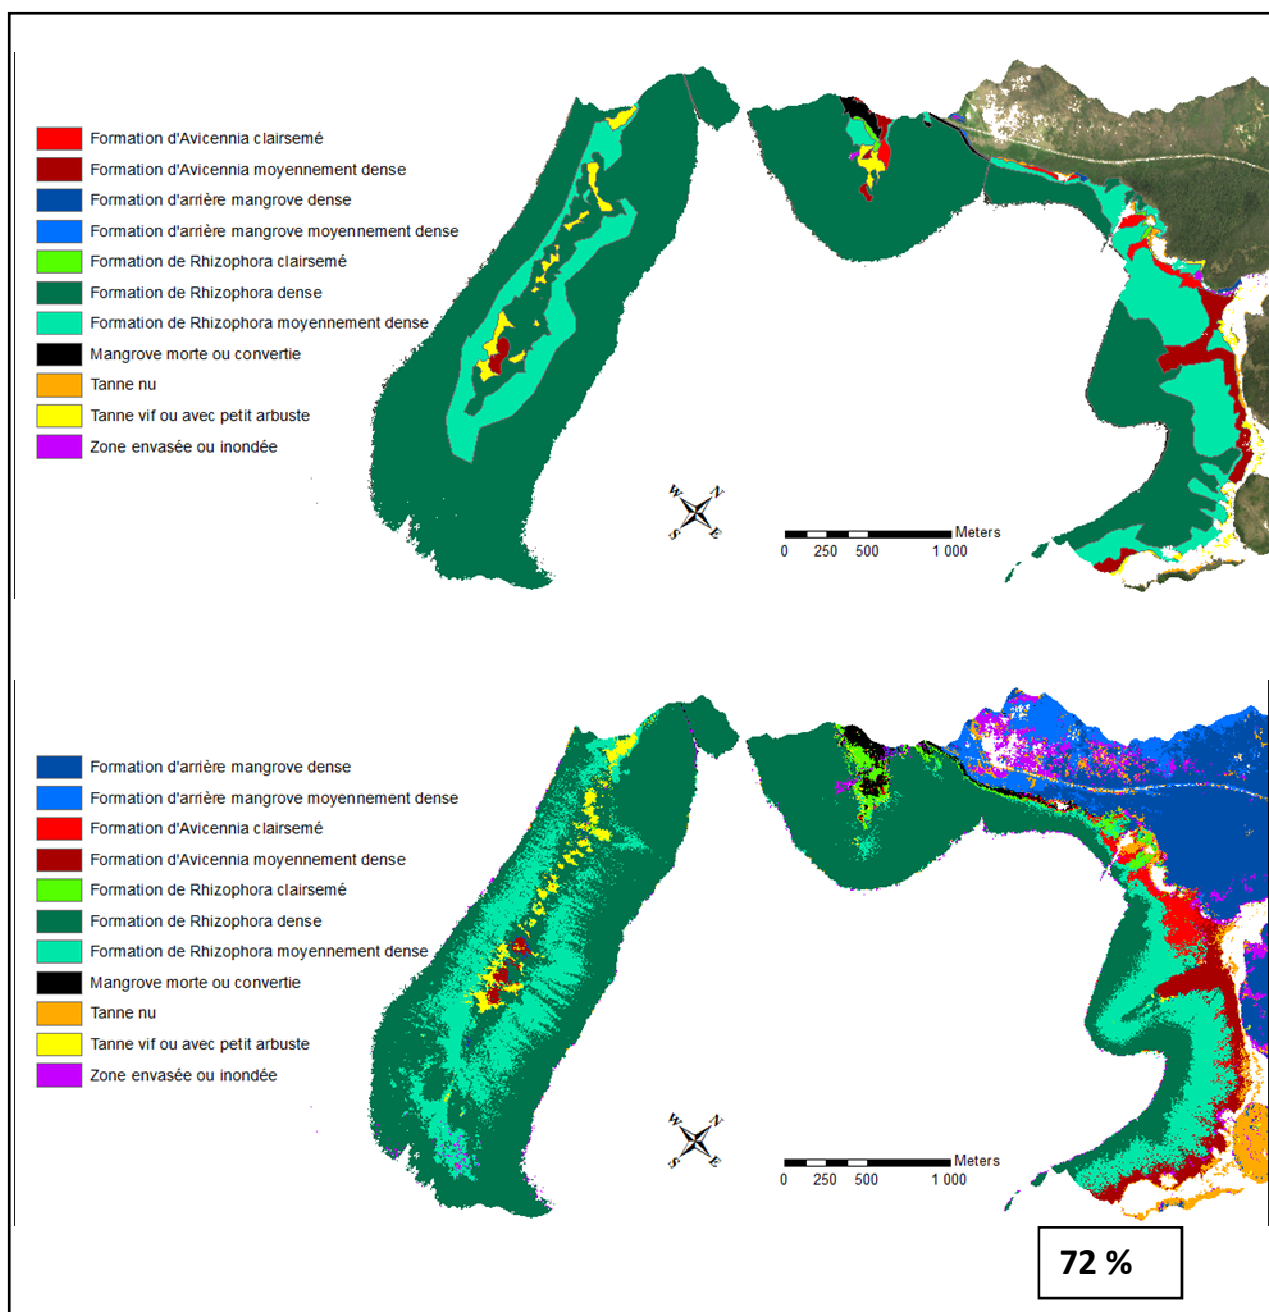 Formation d'Avicennia clairsemé
Formation d'Avicennia moyennement dense
Formation d'arrière mangrove dense
Formation d'arrière mangrove moyennement dense
Formation de Rhizophora clairsemé
Formation de Rhizophora dense
Formation de Rhizophora moyennement dense
Mangrove morte ou convertie
Tanne nu
Tanne vif ou avec petit arbuste
Zone envasée ou inondée
W N
S E
Meters
0 250 500 1 000
Formation d'arrière mangrove dense
Formation d'arrière mangrove moyennement dense
Formation d'Avicennia clairsemé
Formation d'Avicennia moyennement dense
Formation de Rhizophora clairsemé
Formation de Rhizophora dense
Formation de Rhizophora moyennement dense
Mangrove morte ou convertie
Tanne nu
Tanne vif ou avec petit arbuste
Zone envasée ou inondée
W N
S E
Meters
0 250 500 1 000
72 %